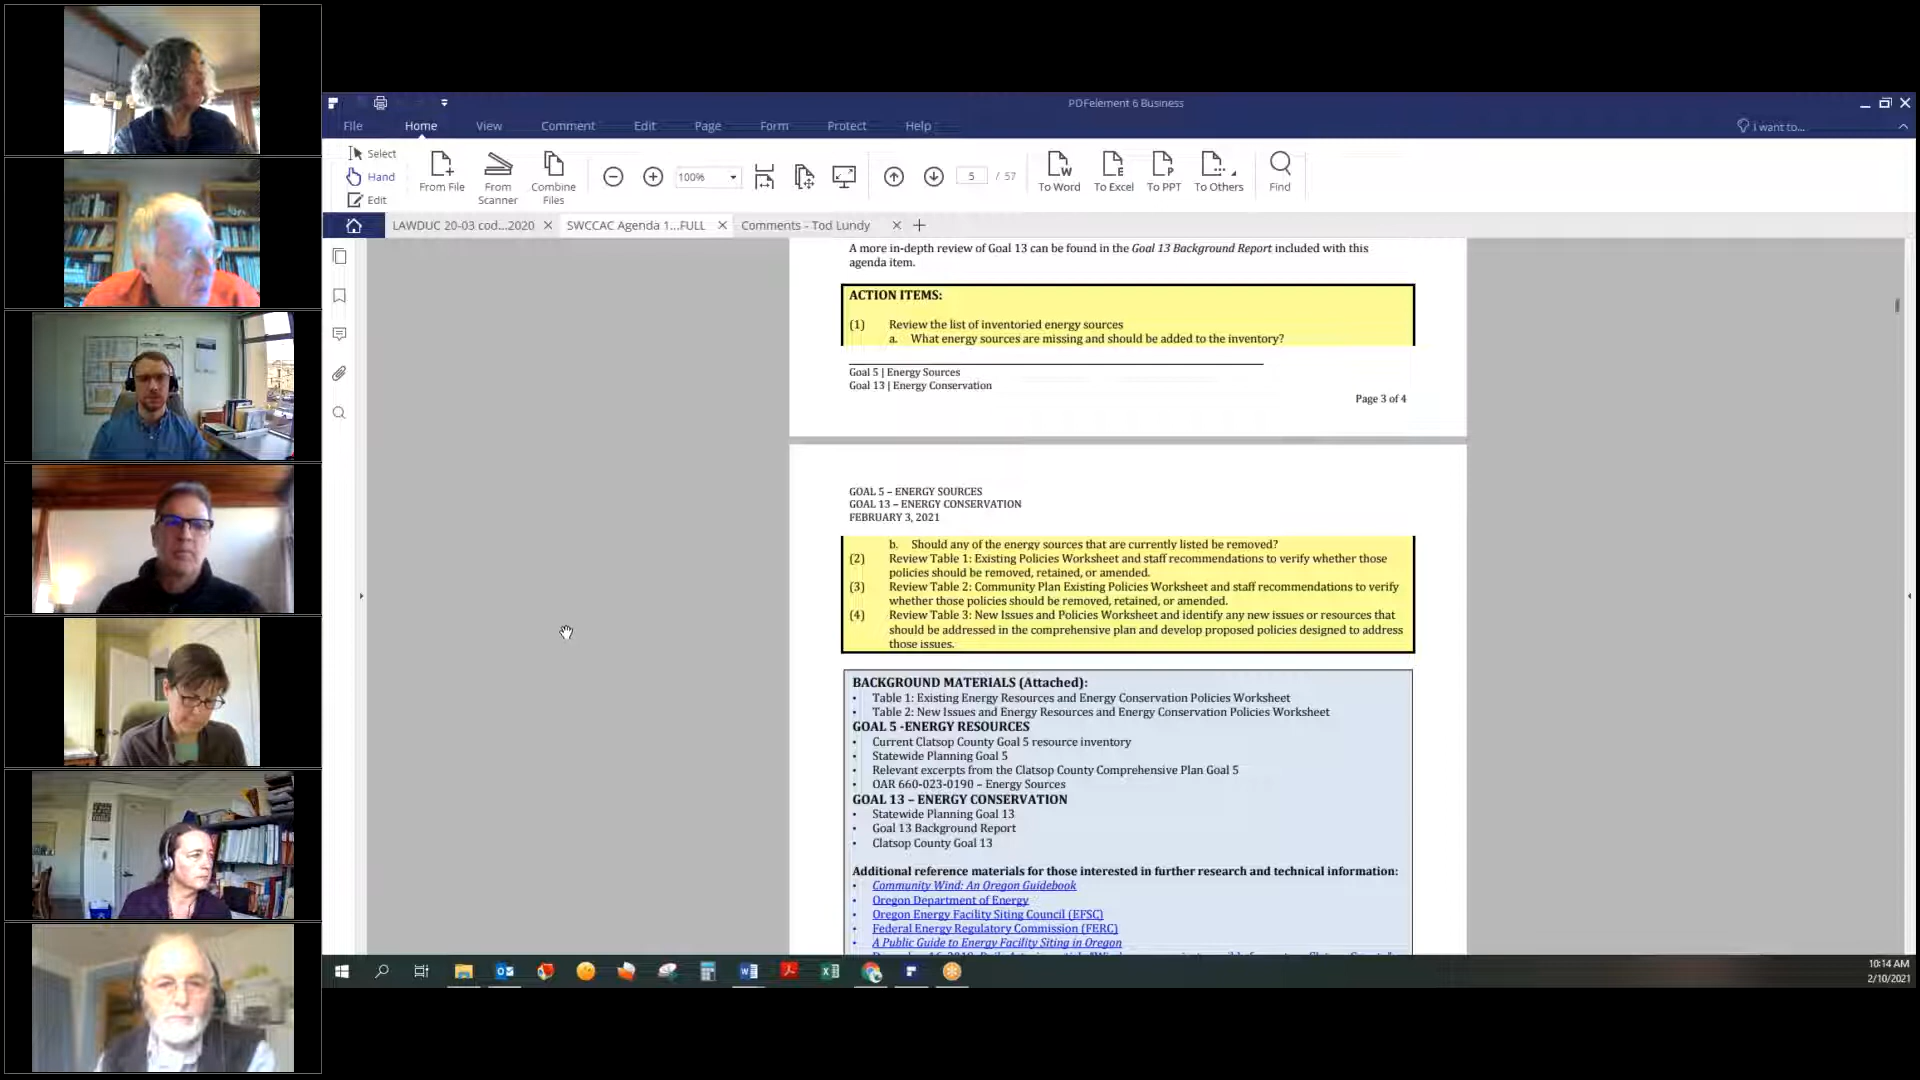 PDFelement 6 Business
File Home View Comment Edit Page Form Protect Help I want to...
Select
Hand
Edit
From File
From Scanner
Combine Files
100%
5 / 57
To Word To Excel To PPT To Others Find
LAWDUC 20-03 cod...2020 SWCCAC Agenda 1...FULL Comments - Tod Lundy
A more in-depth review of Goal 13 can be found in the Goal 13 Background Report included with this
agenda item.
ACTION ITEMS:
(1) Review the list of inventoried energy sources
a. What energy sources are missing and should be added to the inventory?
Goal 5 | Energy Sources
Goal 13 | Energy Conservation
Page 3 of 4
GOAL 5 – ENERGY SOURCES
GOAL 13 – ENERGY CONSERVATION
FEBRUARY 3, 2021
b. Should any of the energy sources that are currently listed be removed?
(2) Review Table 1: Existing Policies Worksheet and staff recommendations to verify whether those
policies should be removed, retained, or amended.
(3) Review Table 2: Community Plan Existing Policies Worksheet and staff recommendations to verify
whether those policies should be removed, retained, or amended.
(4) Review Table 3: New Issues and Policies Worksheet and identify any new issues or resources that
should be addressed in the comprehensive plan and develop proposed policies designed to address
those issues.
BACKGROUND MATERIALS (Attached):
• Table 1: Existing Energy Resources and Energy Conservation Policies Worksheet
• Table 2: New Issues and Energy Resources and Energy Conservation Policies Worksheet
GOAL 5 -ENERGY RESOURCES
• Current Clatsop County Goal 5 resource inventory
• Statewide Planning Goal 5
• Relevant excerpts from the Clatsop County Comprehensive Plan Goal 5
• OAR 660-023-0190 – Energy Sources
GOAL 13 – ENERGY CONSERVATION
• Statewide Planning Goal 13
• Goal 13 Background Report
• Clatsop County Goal 13
Additional reference materials for those interested in further research and technical information:
• Community Wind: An Oregon Guidebook
• Oregon Department of Energy
• Oregon Energy Facility Siting Council (EFSC)
• Federal Energy Regulatory Commission (FERC)
• A Public Guide to Energy Facility Siting in Oregon
10:14 AM
2/10/2021